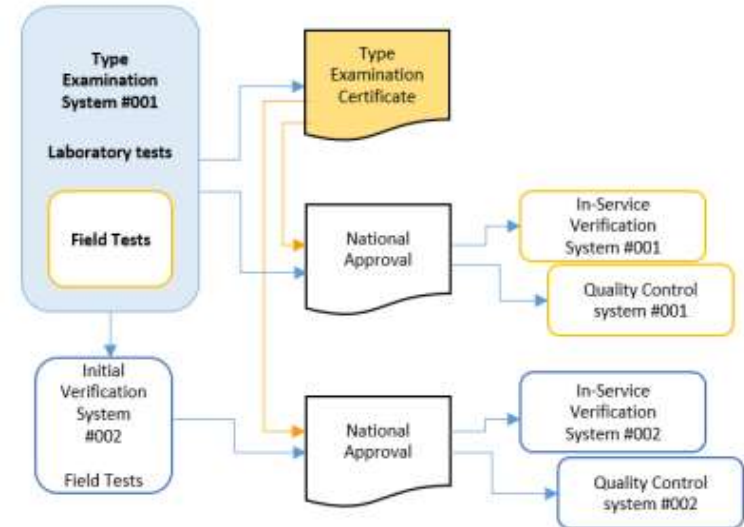 Type
Examination
System #001
Laboratory tests
Field Tests
Initial
Verification
System
#002
Field Tests
Type
Examination
Certificate
National
Approval
In-Service
Verification
System #001
Quality Control
system #001
National
Approval
In-Service
Verification
System #002
Quality Control
system #002